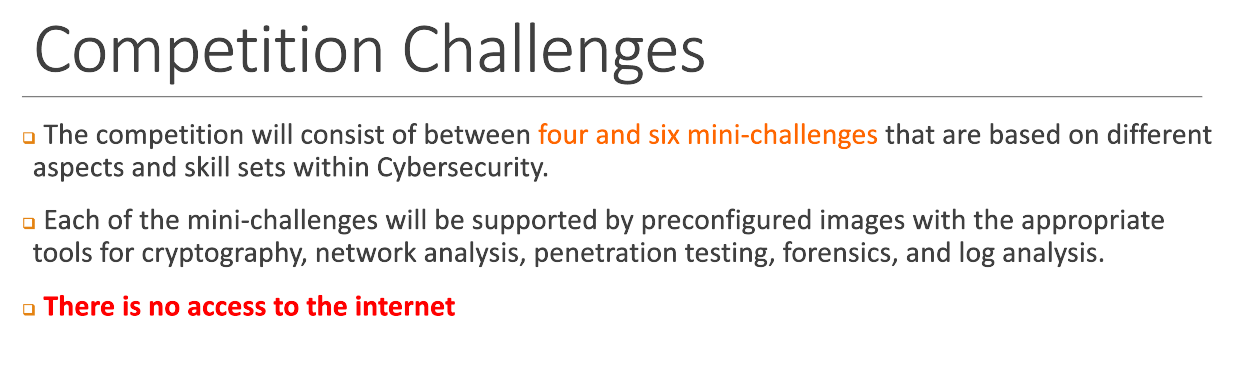 Competition Challenges
The competition will consist of between four and six mini-challenges that are based on different
aspects and skill sets within Cybersecurity.
Each of the mini-challenges will be supported by preconfigured images with the appropriate
tools for cryptography, network analysis, penetration testing, forensics, and log analysis.
There is no access to the internet